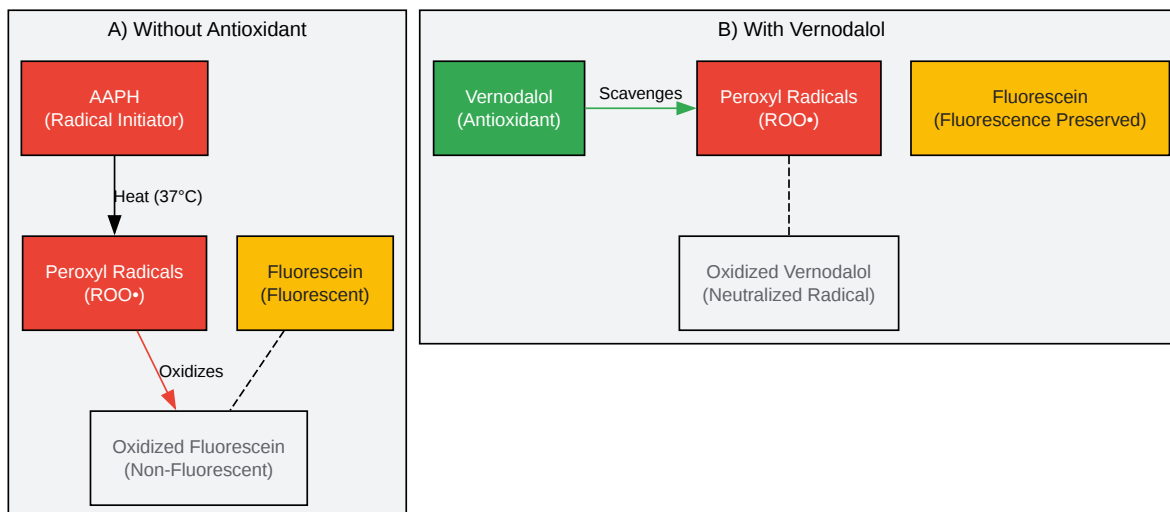 A) Without Antioxidant
AAPH
(Radical Initiator)
Heat (37°C)
Peroxyl Radicals
(ROO•)
Fluorescein
(Fluorescent)
Oxidizes
Oxidized Fluorescein
(Non-Fluorescent)
B) With Vernodalol
Vernodalol
(Antioxidant)
Scavenges
Peroxyl Radicals
(ROO•)
Fluorescein
(Fluorescence Preserved)
Oxidized Vernodalol
(Neutralized Radical)